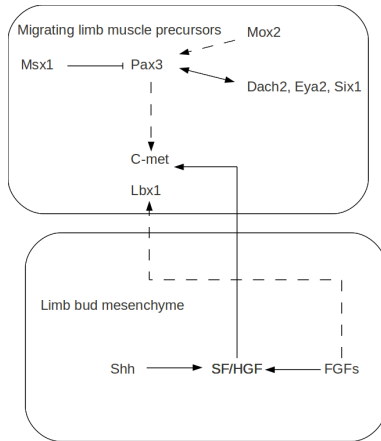 Migrating limb muscle precursors
Mox2
Msx1
Pax3
Dach2, Eya2, Six1
C-met
Lbx1
Limb bud mesenchyme
Shh
SF/HGF
FGFs